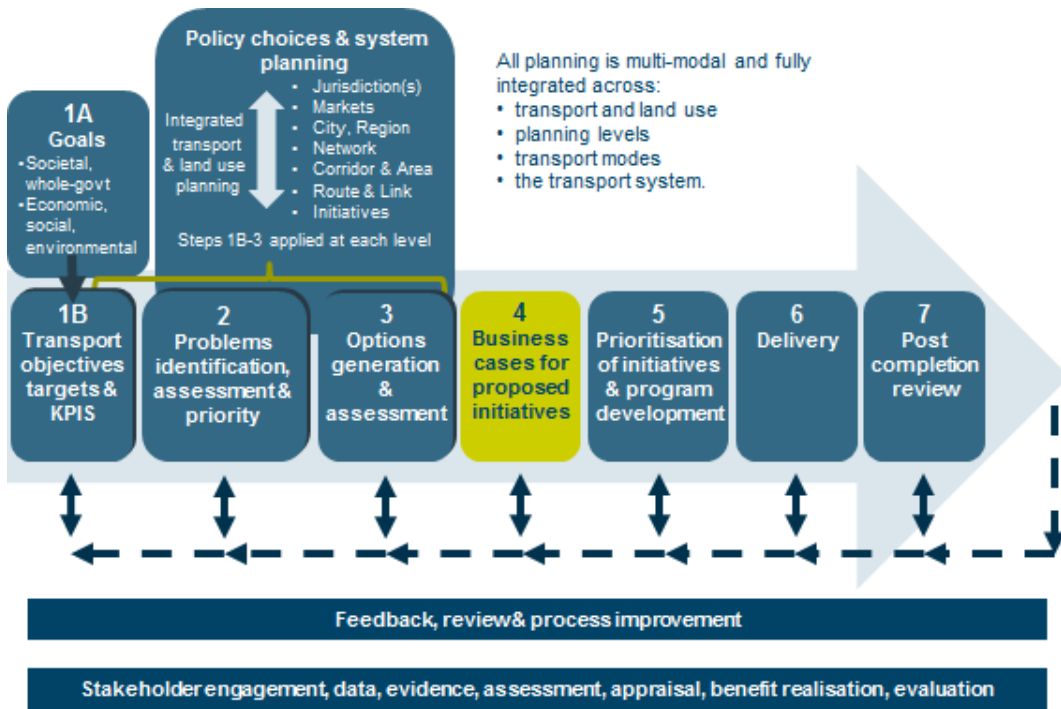 Policy choices & system
planning
Integrated
transport
& land use
planning
• Jurisdiction(s)
• Markets
• City, Region
• Network
• Corridor & Area
• Route & Link
• Initiatives
Steps 1B-3 applied at each level
All planning is multi-modal and fully
integrated across:
• transport and land use
• planning levels
• transport modes
• the transport system.
1A
Goals
•Societal,
whole-govt
•Economic,
social,
environmental
1B
Transport
objectives
targets &
KPIS
2
Problems
identification,
assessment &
priority
3
Options
generation
&
assessment
4
Business
cases for
proposed
initiatives
5
Prioritisation
of initiatives
& program
development
6
Delivery
7
Post
completion
review
Feedback, review& process improvement
Stakeholder engagement, data, evidence, assessment, appraisal, benefit realisation, evaluation